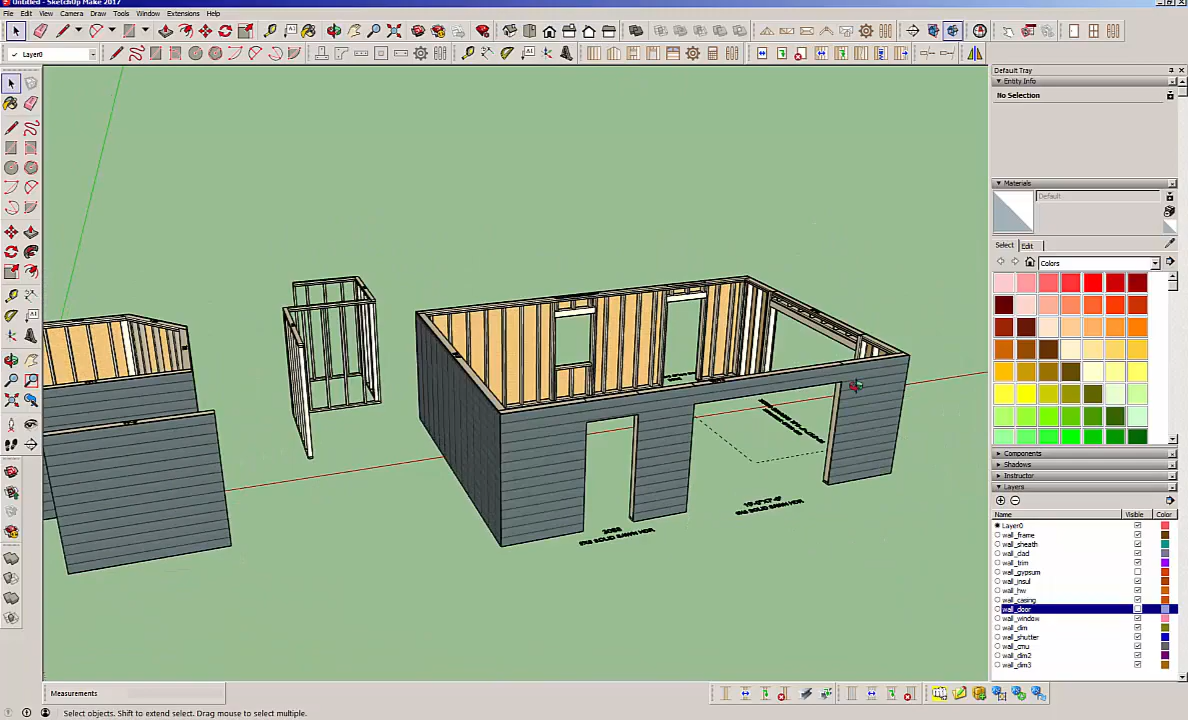 Untitled - SketchUp Make 2017
File Edit View Camera Draw Tools Window Extensions Help
Layer0
Default Tray
Entity Info
No Selection
Materials
Default
Select Edit
Colors
Components
Shadows
Instructor
Layers
Name Visible Color
Layer0
wall_frame
wall_sheath
wall_clad
wall_trim
wall_gypsum
wall_insul
wall_hw
wall_casing
wall_door
wall_window
wall_dim
wall_shutter
wall_cmu
wall_dim2
wall_dim3
Measurements
Select objects. Shift to extend select. Drag mouse to select multiple.